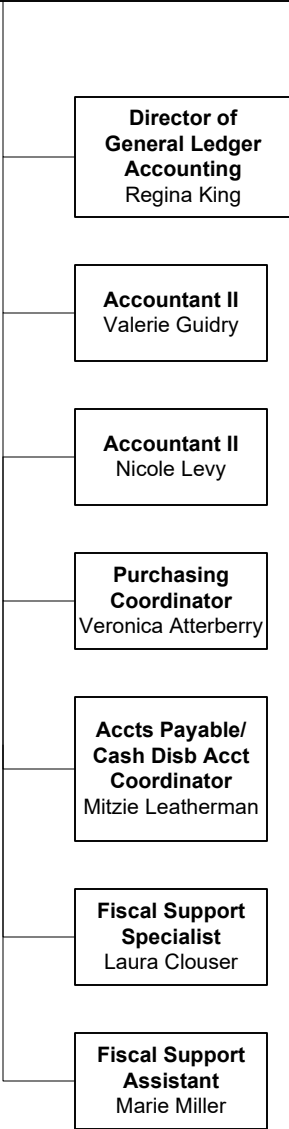 Director of
General Ledger
Accounting
Regina King
Accountant II
Valerie Guidry
Accountant II
Nicole Levy
Purchasing
Coordinator
Veronica Atterberry
Accts Payable/
Cash Disb Acct
Coordinator
Mitzie Leatherman
Fiscal Support
Specialist
Laura Clouser
Fiscal Support
Assistant
Marie Miller